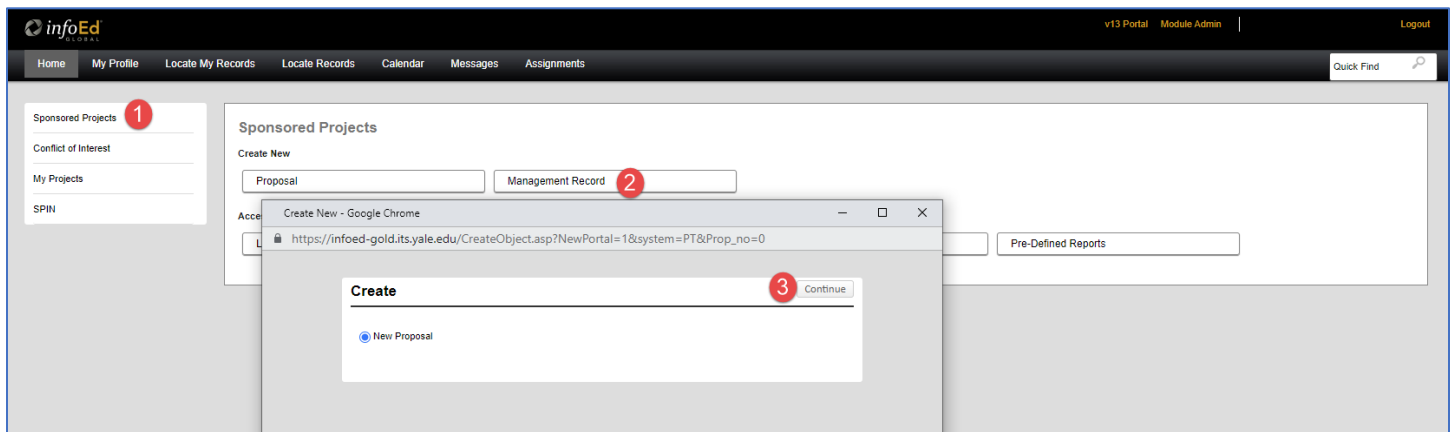 infoEd
GLOBAL
v13 Portal Module Admin Logout
Home My Profile Locate My Records Locate Records Calendar Messages Assignments
Quick Find
Sponsored Projects 1
Conflict of Interest
My Projects
SPIN
Sponsored Projects
Create New
Proposal Management Record 2
Acce
L
Pre-Defined Reports
Create New - Google Chrome
https://infoed-gold.its.yale.edu/CreateObject.asp?NewPortal=1&system=PT&Prop_no=0
Create 3 Continue
New Proposal